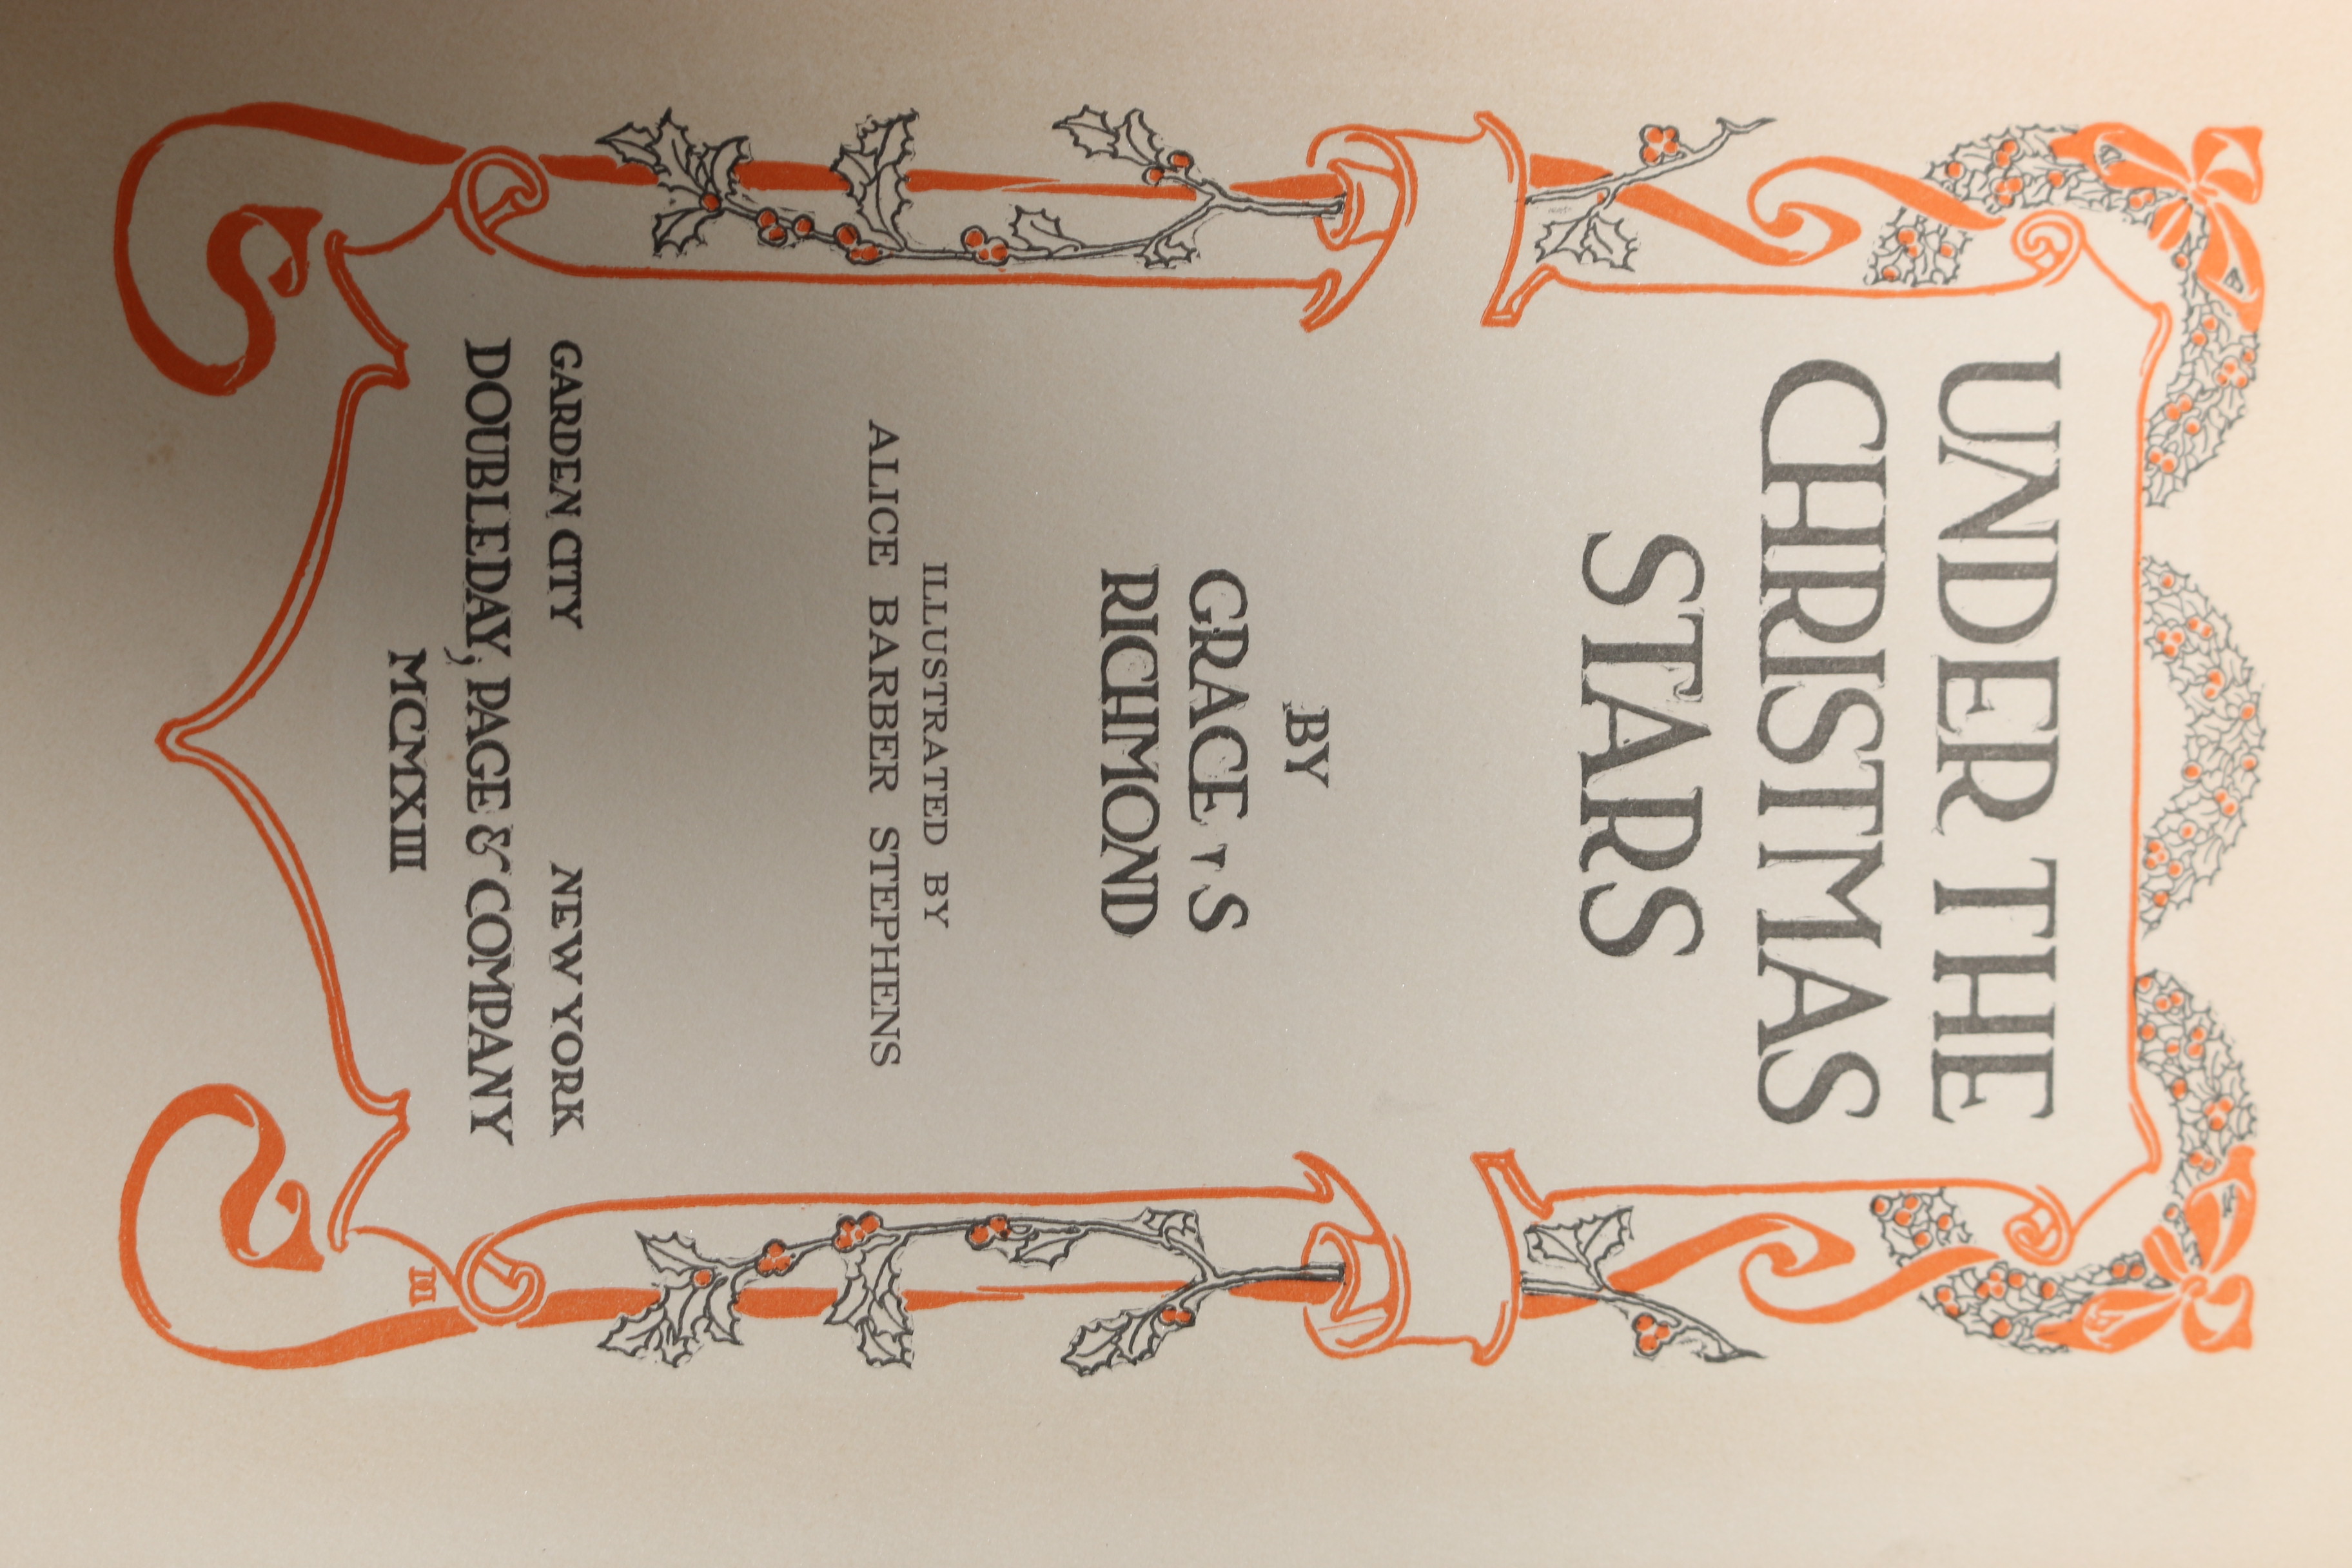 UNDER THE
CHRISTMAS
STARS
BY
GRACE S
RICHMOND
ILLUSTRATED BY
ALICE BARBER STEPHENS
GARDEN CITY NEW YORK
DOUBLEDAY, PAGE & COMPANY
MCMXIII